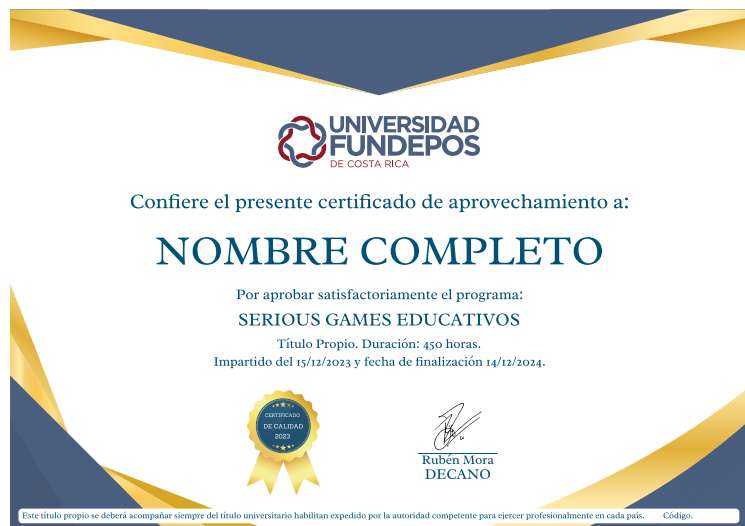 UNIVERSIDAD
FUNDEPOS
DE COSTA RICA
Confiere el presente certificado de aprovechamiento a:
NOMBRE COMPLETO
Por aprobar satisfactoriamente el programa:
SERIOUS GAMES EDUCATIVOS
Título Propio. Duración: 450 horas.
Impartido del 15/12/2023 y fecha de finalización 14/12/2024.
CERTIFICADO
DE CALIDAD
2023
Rubén Mora
DECANO
Este título propio se deberá acompañar siempre del título universitario habilitan expedido por la autoridad competente para ejercer profesionalmente en cada país. Código.